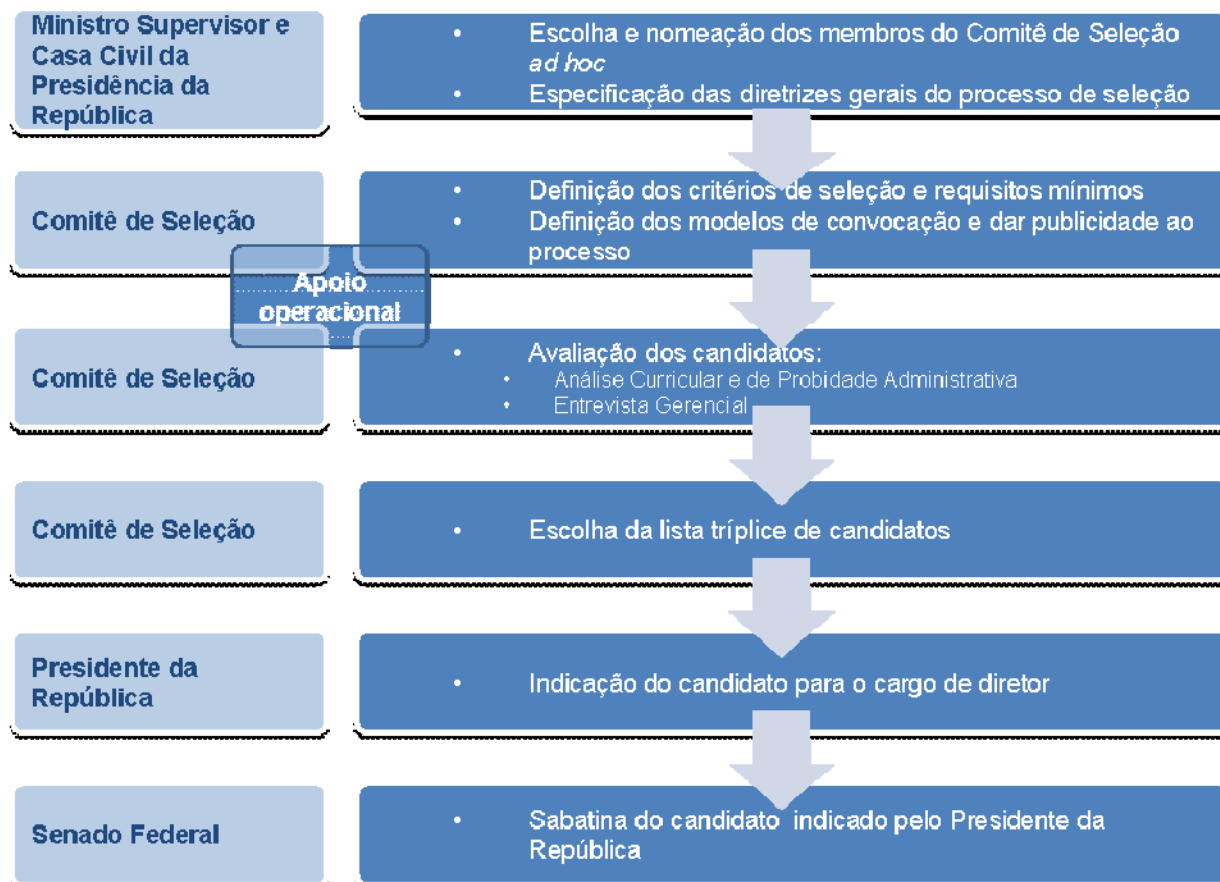 Ministro Supervisor e
Casa Civil da
Presidência da
República
• Escolha e nomeação dos membros do Comitê de Seleção
ad hoc
• Especificação das diretrizes gerais do processo de seleção
Comitê de Seleção
• Definição dos critérios de seleção e requisitos mínimos
• Definição dos modelos de convocação e dar publicidade ao
processo
Apoio
operacional
Comitê de Seleção
• Avaliação dos candidatos:
• Análise Curricular e de Probidade Administrativa
• Entrevista Gerencial
Comitê de Seleção
• Escolha da lista tríplice de candidatos
Presidente da
República
• Indicação do candidato para o cargo de diretor
Senado Federal
• Sabatina do candidato indicado pelo Presidente da
República